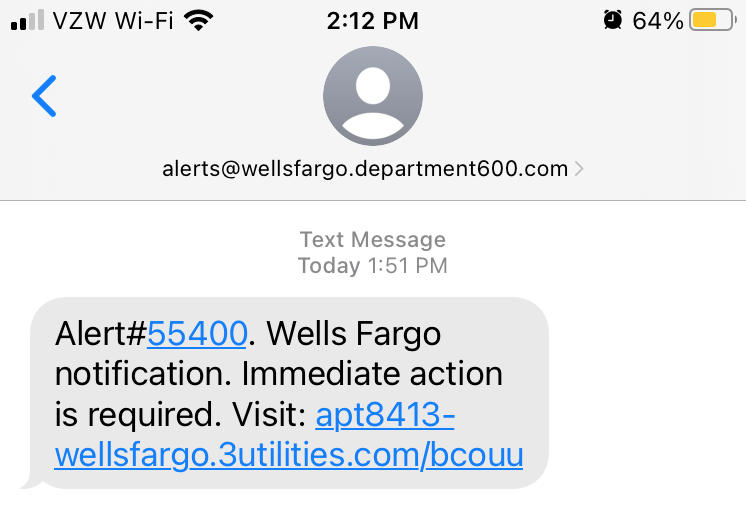 VZW Wi-Fi 2:12 PM 64%
alerts@wellsfargo.department600.com
Text Message
Today 1:51 PM
Alert#55400. Wells Fargo
notification. Immediate action
is required. Visit: apt8413-
wellsfargo.3utilities.com/bcouu